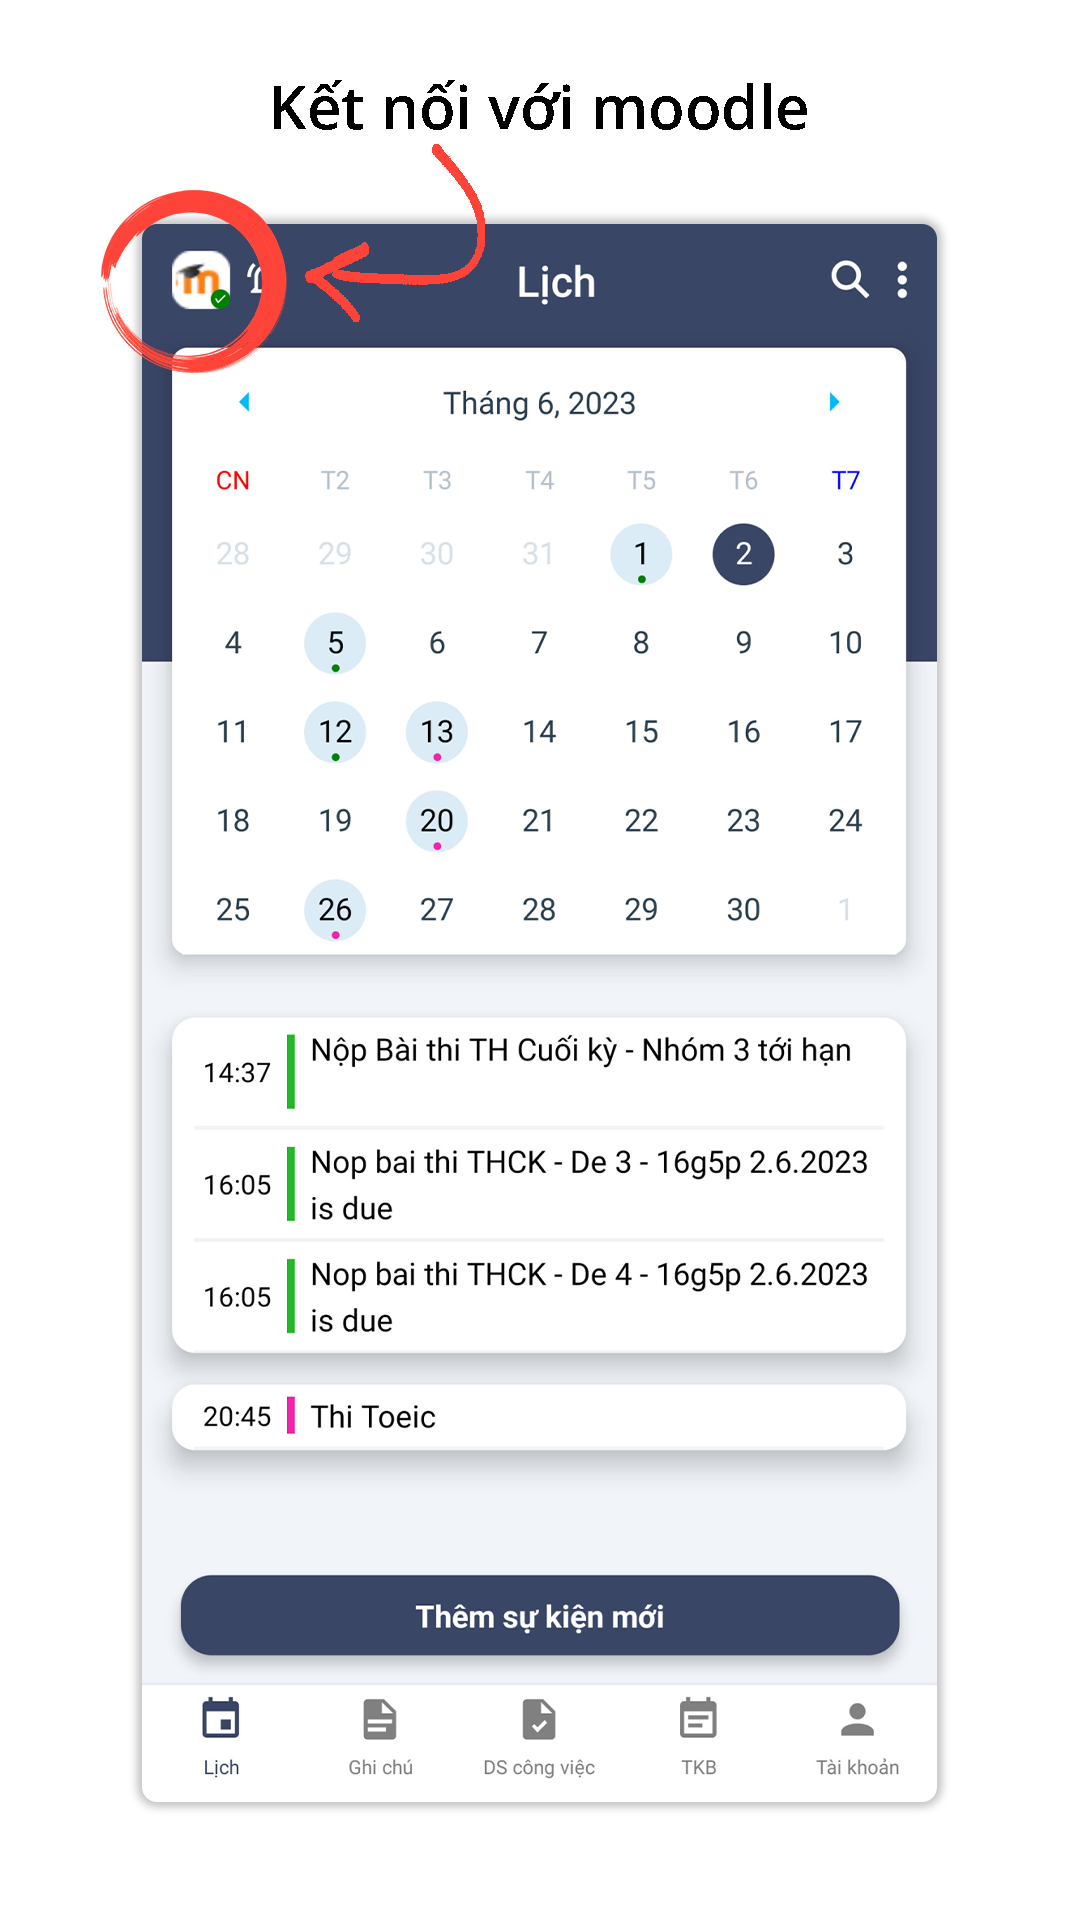 Kết nối với moodle
Lịch
Tháng 6, 2023
CN T2 T3 T4 T5 T6 T7
28 29 30 31 1 2 3
4 5 6 7 8 9 10
11 12 13 14 15 16 17
18 19 20 21 22 23 24
25 26 27 28 29 30 1
14:37 Nộp Bài thi TH Cuối kỳ - Nhóm 3 tới hạn
16:05 Nop bai thi THCK - De 3 - 16g5p 2.6.2023
is due
16:05 Nop bai thi THCK - De 4 - 16g5p 2.6.2023
is due
20:45 Thi Toeic
Thêm sự kiện mới
Lịch Ghi chú DS công việc TKB Tài khoản